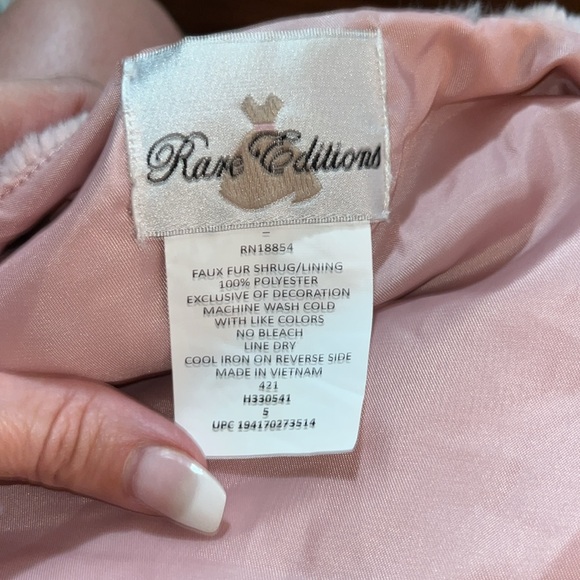 Rare Editions
RN18854
FAUX FUR SHRUG/LINING
100% POLYESTER
EXCLUSIVE OF DECORATION
MACHINE WASH COLD
WITH LIKE COLORS
NO BLEACH
LINE DRY
COOL IRON ON REVERSE SIDE
MADE IN VIETNAM
421
H330541
5
UPC 194170273514